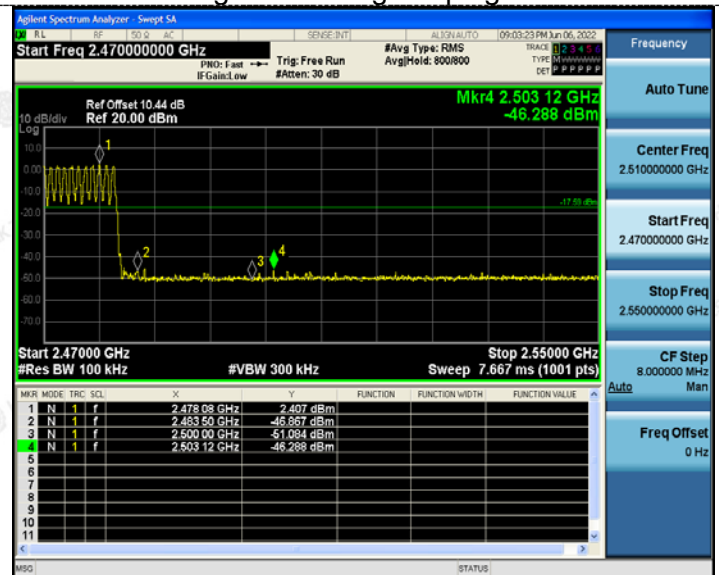 Agilent Spectrum Analyzer - Swept SA
RL RF 50 Ω AC SENSE:INT ALIGNAUTO 09:03:23 PM Jun 06, 2022
Start Freq 2.470000000 GHz
PNO: Fast
IFGain:Low
Trig: Free Run
#Atten: 30 dB
#Avg Type: RMS
Avg|Hold: 800/800
TRACE 1 2 3 4 5 6
TYPE M WWWWW
DET P P P P P P
Ref Offset 10.44 dB
10 dB/div Ref 20.00 dBm
Log
Mkr4 2.503 12 GHz
-46.288 dBm
10.0
0.00
-10.0
-20.0
-30.0
-40.0
-50.0
-60.0
-70.0
1
2
3
4
-17.59 dBm
Start 2.47000 GHz Stop 2.55000 GHz
#Res BW 100 kHz #VBW 300 kHz Sweep 7.667 ms (1001 pts)
MKR MODE TRC SCL X Y FUNCTION FUNCTION WIDTH FUNCTION VALUE
1 N 1 f 2.478 08 GHz 2.407 dBm
2 N 1 f 2.483 50 GHz -46.867 dBm
3 N 1 f 2.500 00 GHz -51.084 dBm
4 N 1 f 2.503 12 GHz -46.288 dBm
5
6
7
8
9
10
11
MSG STATUS
Frequency
Auto Tune
Center Freq
2.510000000 GHz
Start Freq
2.470000000 GHz
Stop Freq
2.550000000 GHz
CF Step
8.000000 MHz
Auto Man
Freq Offset
0 Hz